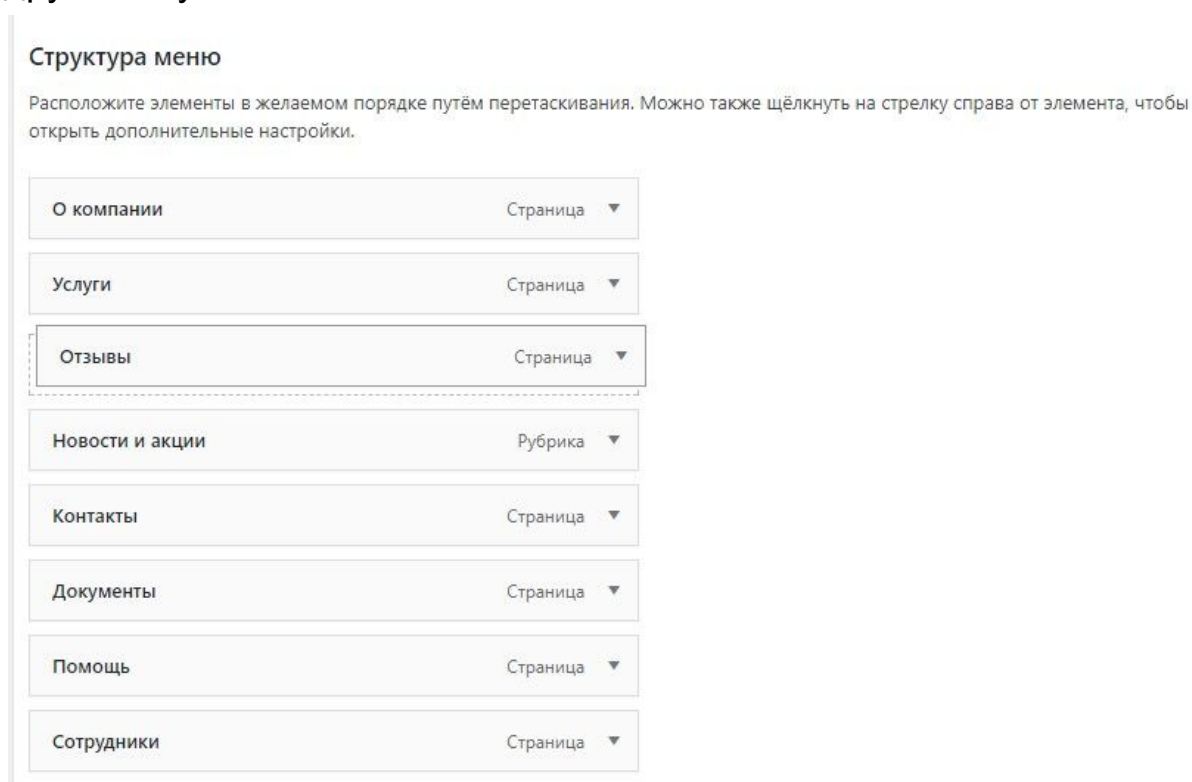 Структура меню
Расположите элементы в желаемом порядке путём перетаскивания. Можно также щёлкнуть на стрелку справа от элемента, чтобы
открыть дополнительные настройки.
О компании Страница
Услуги Страница
Отзывы Страница
Новости и акции Рубрика
Контакты Страница
Документы Страница
Помощь Страница
Сотрудники Страница